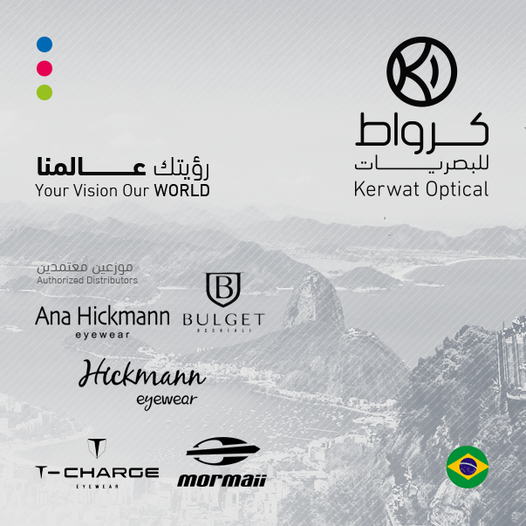 كرواط
للبصريات
Kerwat Optical
رؤيتك عالمنا
Your Vision Our WORLD
موزعين معتمدين
Authorized Distributors
Ana Hickmann
eyewear
B
BULGET
Hickmann
eyewear
T
T-CHARGE
EYEWEAR
mormaii